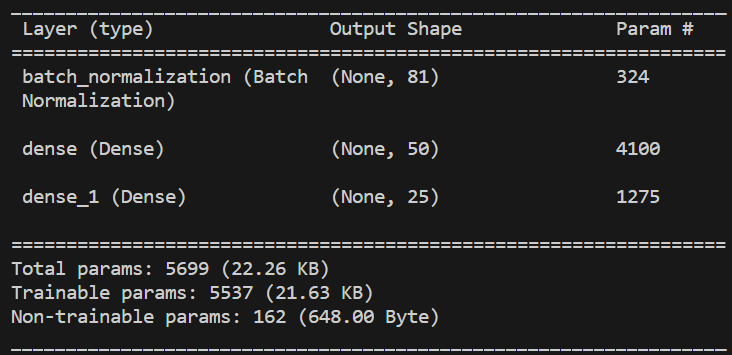 Layer (type) Output Shape Param #
batch_normalization (Batch (None, 81) 324
Normalization)
dense (Dense) (None, 50) 4100
dense_1 (Dense) (None, 25) 1275
Total params: 5699 (22.26 KB)
Trainable params: 5537 (21.63 KB)
Non-trainable params: 162 (648.00 Byte)